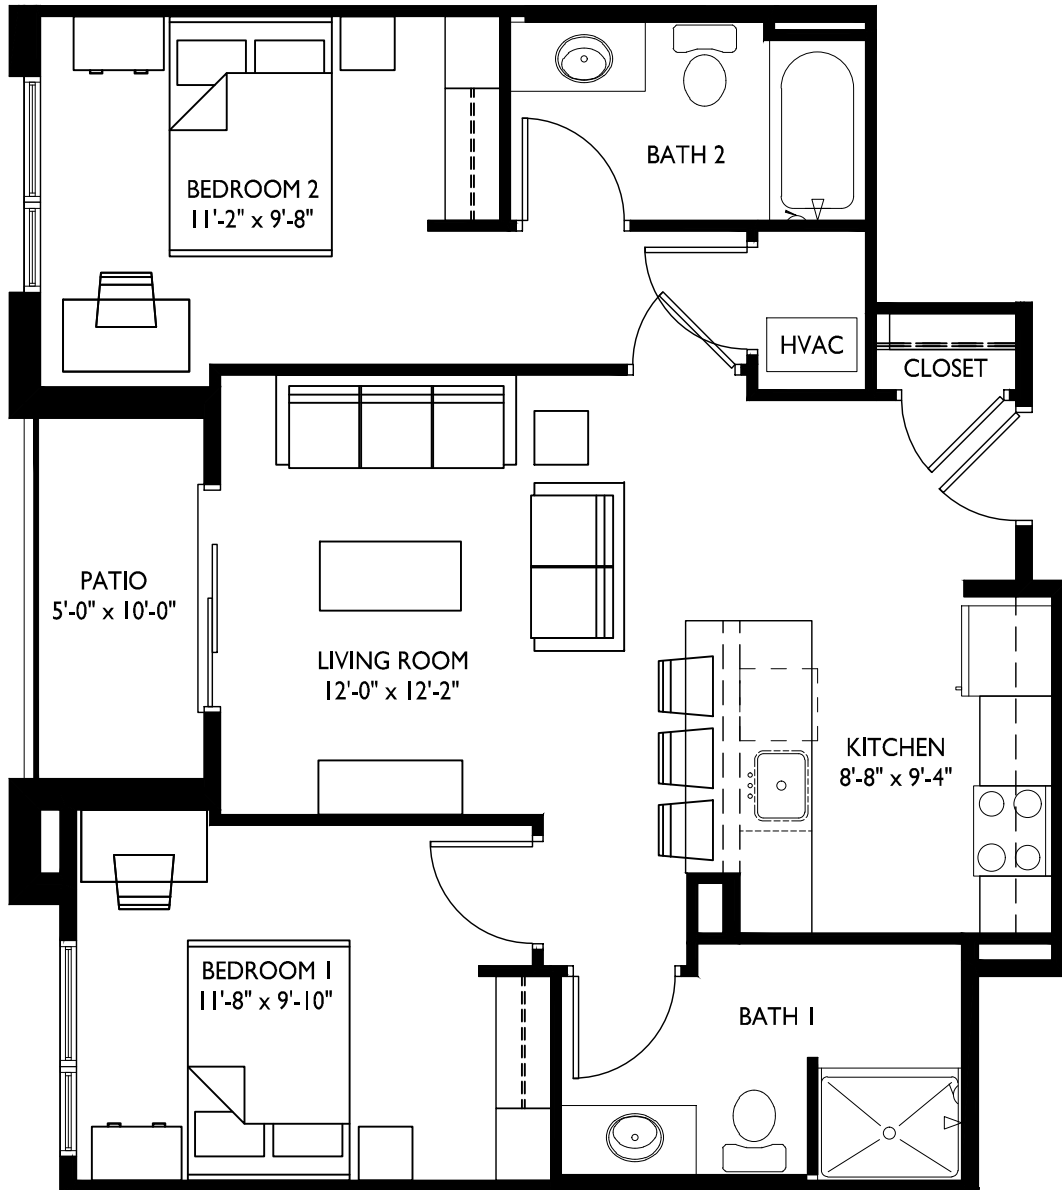 BATH 2
BEDROOM 2
11'-2" x 9'-8"
HVAC
CLOSET
PATIO
5'-0" x 10'-0"
LIVING ROOM
12'-0" x 12'-2"
KITCHEN
8'-8" x 9'-4"
BEDROOM 1
11'-8" x 9'-10"
BATH 1